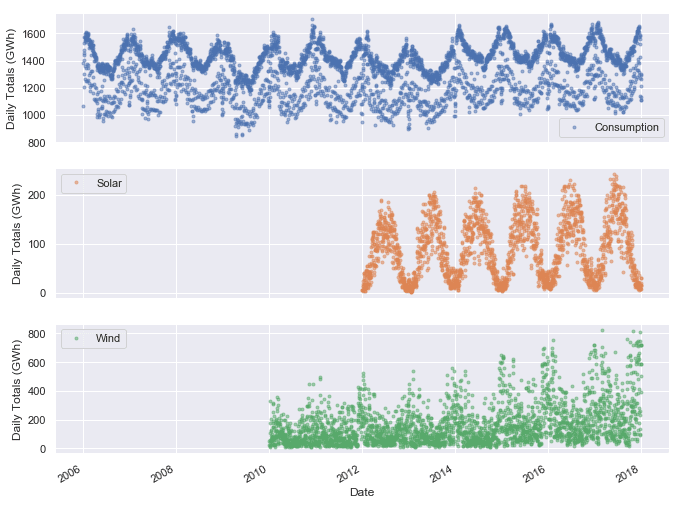 1600
1400
1200
1000
800
Daily Totals (GWh)
Consumption
200
100
0
Daily Totals (GWh)
Solar
800
600
400
200
0
Daily Totals (GWh)
Wind
2006
2008
2010
2012
2014
2016
2018
Date